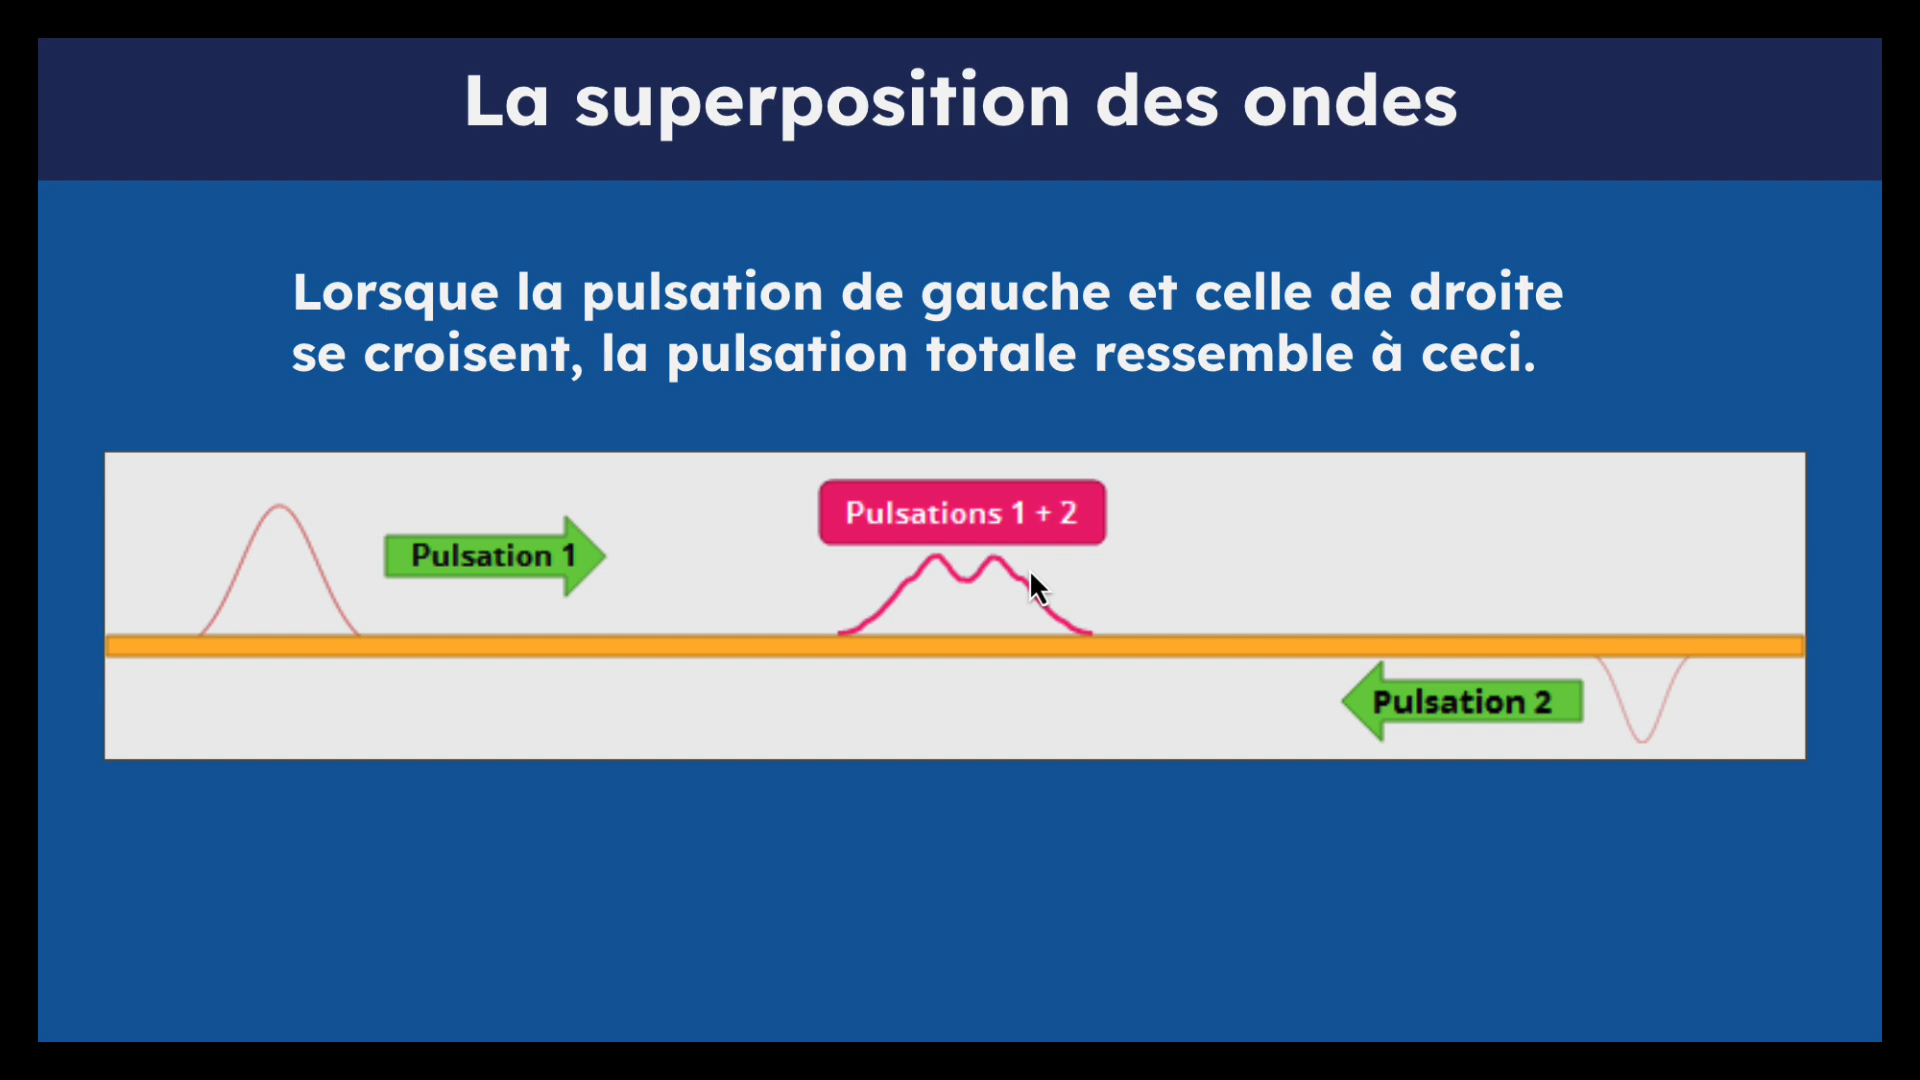 La superposition des ondes
Lorsque la pulsation de gauche et celle de droite
se croisent, la pulsation totale ressemble à ceci.
Pulsations 1 + 2
Pulsation 1
Pulsation 2